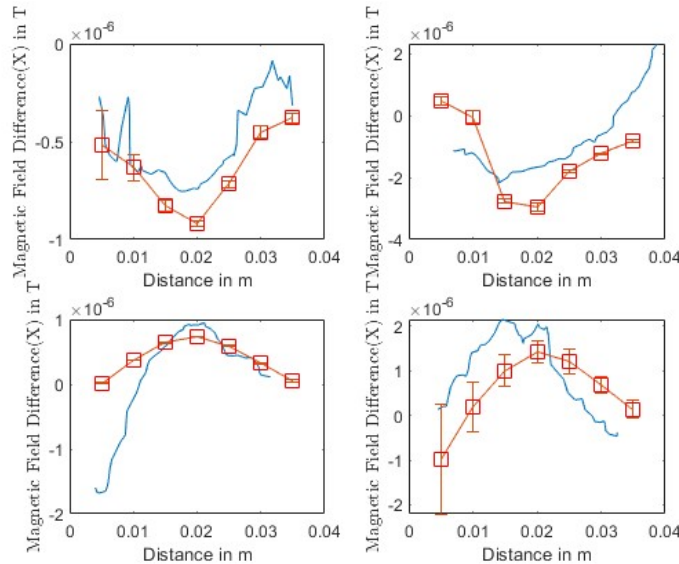 ×10^-6
Magnetic Field Difference(X) in T
0
-0.5
-1
0 0.01 0.02 0.03 0.04
Distance in m
×10^-6
Magnetic Field Difference(X) in T
2
0
-2
-4
0 0.01 0.02 0.03 0.04
Distance in m
×10^-6
Magnetic Field Difference(X) in T
1
0
-1
-2
0 0.01 0.02 0.03 0.04
Distance in m
×10^-6
Magnetic Field Difference(X) in T
2
1
0
-1
-2
0 0.01 0.02 0.03 0.04
Distance in m